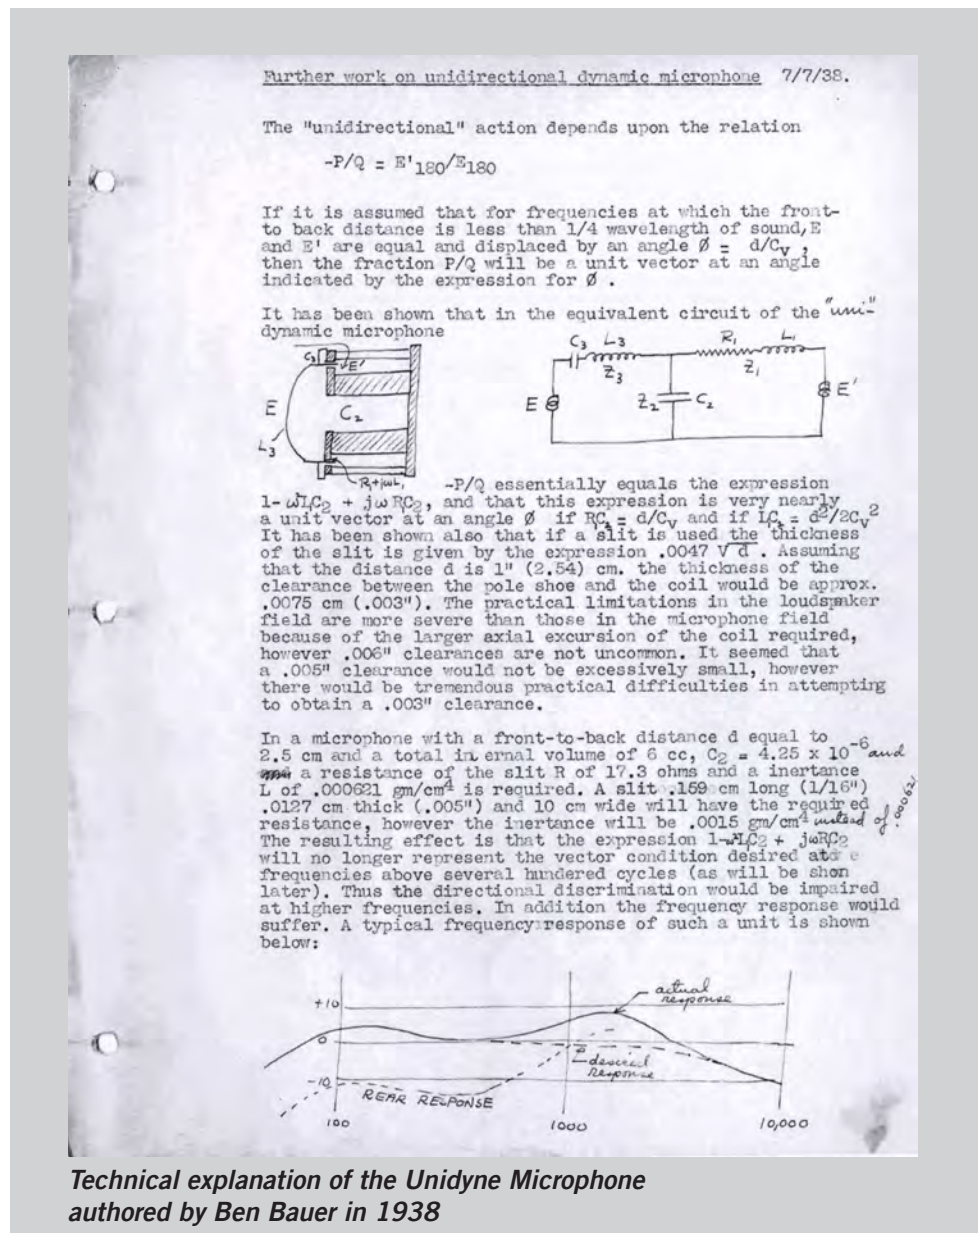 Further work on unidirectional dynamic microphone 7/7/38.
The "unidirectional" action depends upon the relation
-P/Q = E'180/E180
If it is assumed that for frequencies at which the front-
to back distance is less than 1/4 wavelength of sound, E
and E' are equal and displaced by an angle Ø = d/Cv ,
then the fraction P/Q will be a unit vector at an angle
indicated by the expression for Ø .
It has been shown that in the equivalent circuit of the "uni-"
dynamic microphone
C3 E'
E
C2
L3
R1+jωL1
C3 L3
Z3
R1 L1
Z1
E
Z2 C2
E'
-P/Q essentially equals the expression
1-ω²L1C2 + jωRC2, and that this expression is very nearly
a unit vector at an angle Ø if RC2 = d/Cv and if LC2 = d²/2Cv²
It has been shown also that if a slit is used the thickness
of the slit is given by the expression .0047 √d . Assuming
that the distance d is 1" (2.54) cm. the thickness of the
clearance between the pole shoe and the coil would be approx.
.0075 cm (.003"). The practical limitations in the loudspeaker
field are more severe than those in the microphone field
because of the larger axial excursion of the coil required,
however .006" clearances are not uncommon. It seemed that
a .005" clearance would not be excessively small, however
there would be tremendous practical difficulties in attempting
to obtain a .003" clearance.
In a microphone with a front-to-back distance d equal to
2.5 cm and a total in ernal volume of 6 cc, C2 = 4.25 x 10-6 and
a resistance of the slit R of 17.3 ohms and a inertance
L of .000621 gm/cm4 is required. A slit .159 cm long (1/16")
.0127 cm thick (.005") and 10 cm wide will have the required
resistance, however the inertance will be .0015 gm/cm4 instead of .000621
The resulting effect is that the expression 1-ω²LC2 + jωRC2
will no longer represent the vector condition desired at
frequencies above several hundered cycles (as will be shon
later). Thus the directional discrimination would be impaired
at higher frequencies. In addition the frequency response would
suffer. A typical frequency response of such a unit is shown
below:
+10
0
-10
actual
response
desired
response
REAR RESPONSE
100
1000
10,000
Technical explanation of the Unidyne Microphone
authored by Ben Bauer in 1938